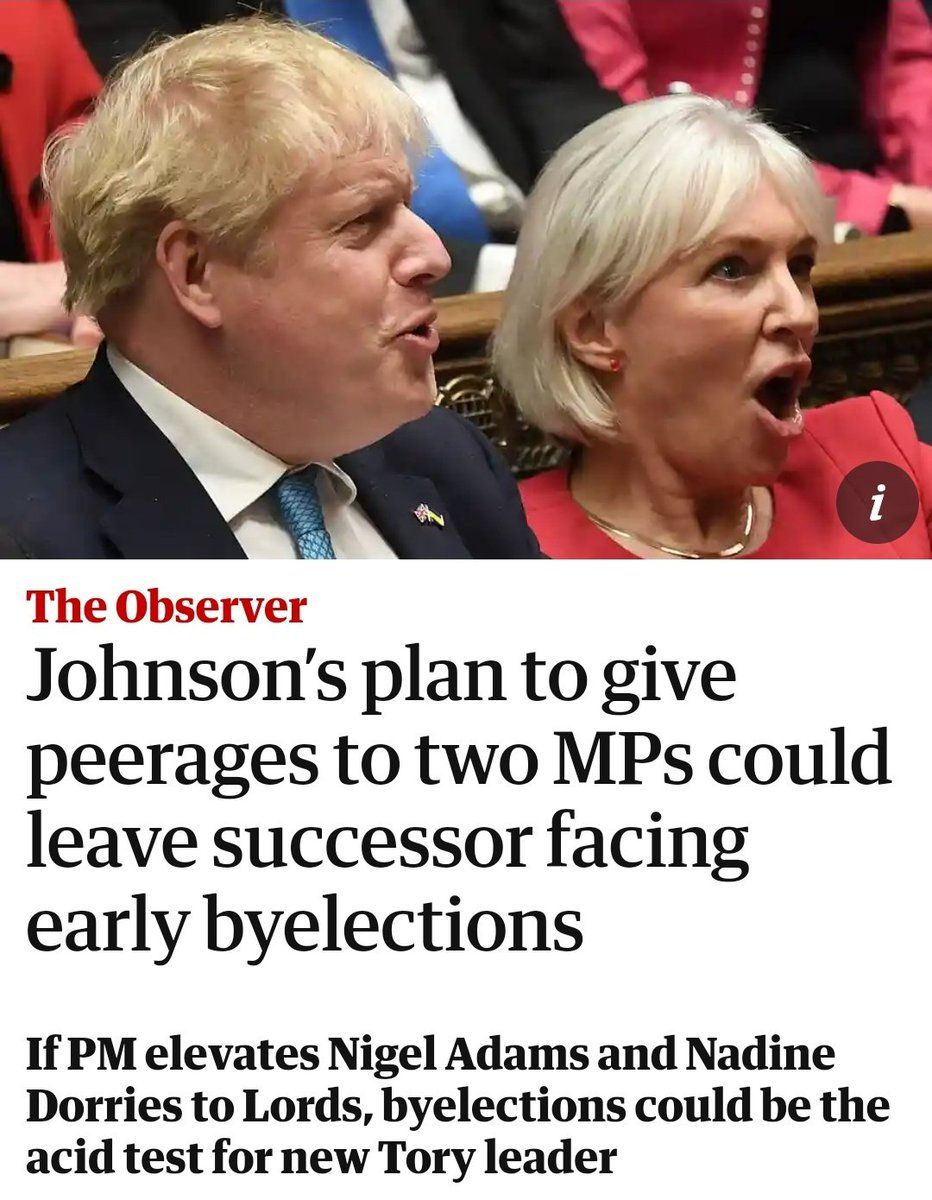 i
The Observer
Johnson's plan to give
peerages to two MPs could
leave successor facing
early byelections
If PM elevates Nigel Adams and Nadine
Dorries to Lords, byelections could be the
acid test for new Tory leader